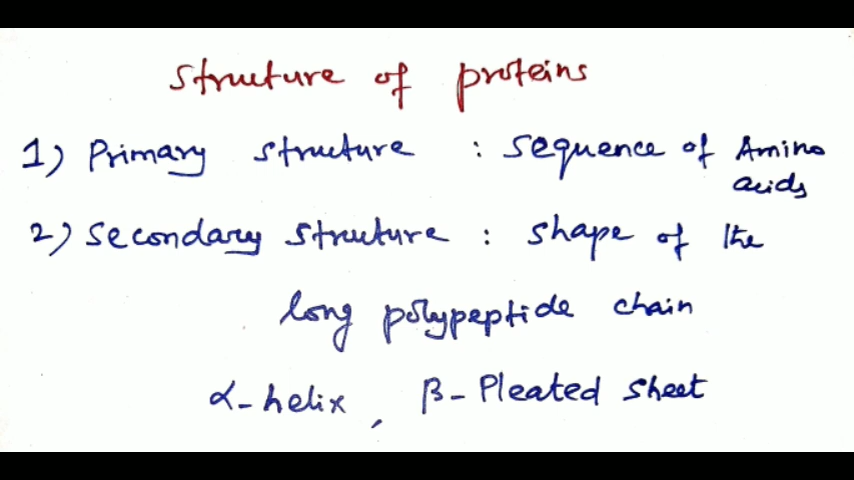 Structure of proteins
1) Primary structure : sequence of Amino
acids
2) Secondary structure : shape of the
long polypeptide chain
α-helix, β-Pleated sheet